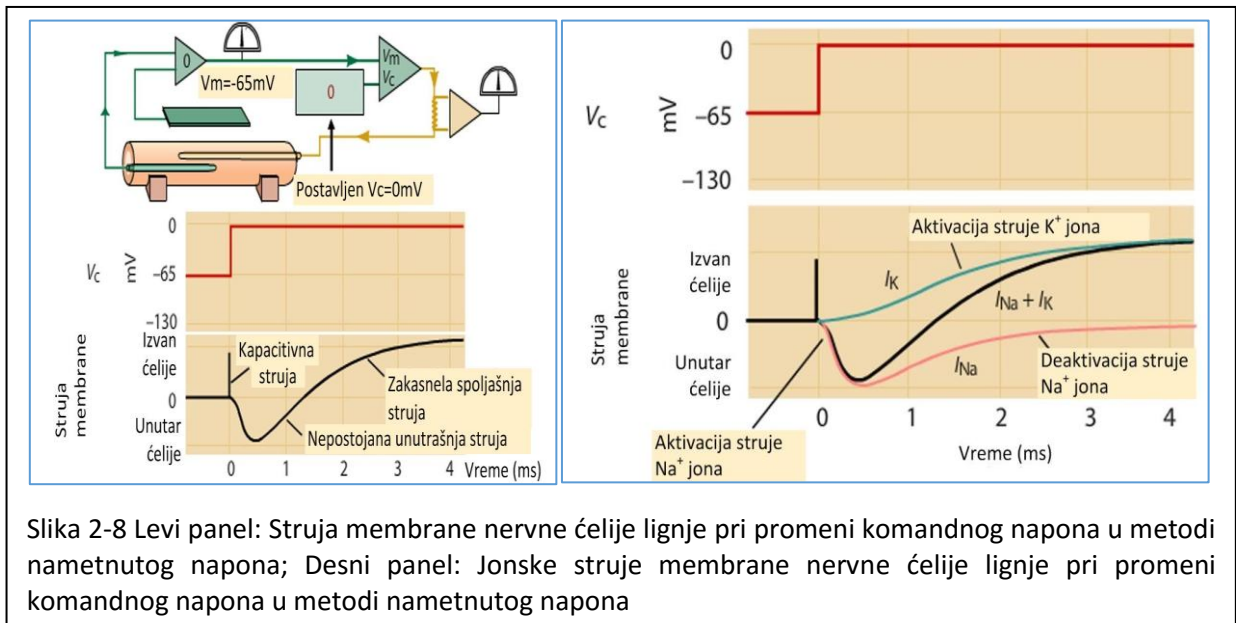 0
Vm=-65mV
Vm
Vc
0
Postavljen Vc=0mV
0
Vc
mV
−65
−130
Struja
membrane
Izvan
ćelije
0
Unutar
ćelije
Kapacitivna
struja
Zakasnela spoljašnja
struja
Nepostojana unutrašnja struja
0 1 2 3 4 Vreme (ms)
0
Vc
mV
−65
−130
Struja
membrane
Izvan
ćelije
0
Unutar
ćelije
Aktivacija struje K+ jona
IK
INa + IK
INa
Deaktivacija struje
Na+ jona
0 1 2 3 4
Aktivacija struje
Na+ jona
Vreme (ms)
Slika 2-8 Levi panel: Struja membrane nervne ćelije lignje pri promeni komandnog napona u metodi
nametnutog napona; Desni panel: Jonske struje membrane nervne ćelije lignje pri promeni
komandnog napona u metodi nametnutog napona